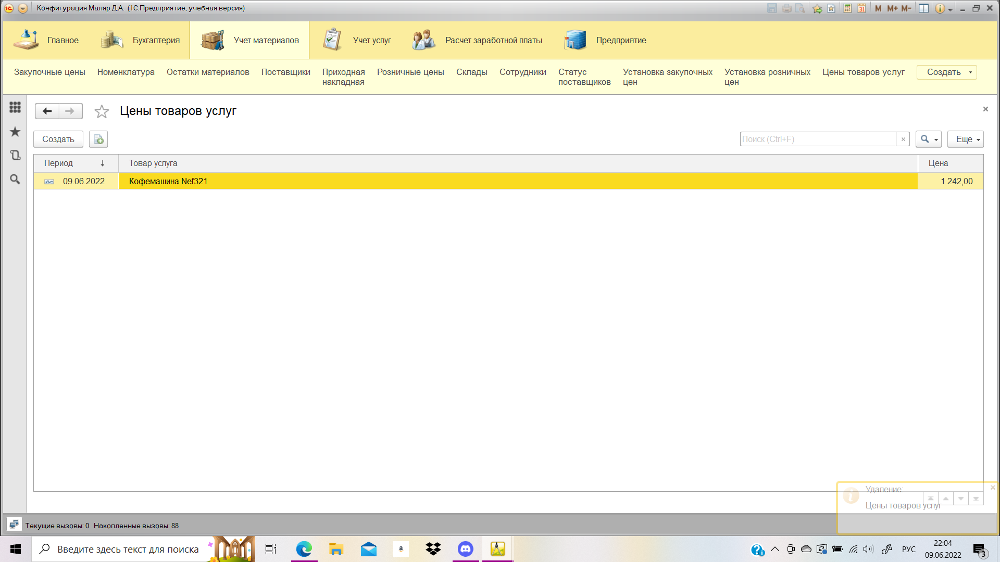 Конфигурация Маляр Д.А. (1С:Предприятие, учебная версия)
M M+ M-
Главное
Бухгалтерия
Учет материалов
Учет услуг
Расчет заработной платы
Предприятие
Закупочные цены
Номенклатура
Остатки материалов
Поставщики
Приходная
накладная
Розничные цены
Склады
Сотрудники
Статус
поставщиков
Установка закупочных
цен
Установка розничных
цен
Цены товаров услуг
Создать
Цены товаров услуг
Создать
Поиск (Ctrl+F)
Еще
Период
Товар услуга
Цена
09.06.2022
Кофемашина Nef321
1 242,00
Удаление:
Цены товаров услуг
Текущие вызовы: 0 Накопленные вызовы: 88
Введите здесь текст для поиска
a
РУС
22:04
09.06.2022
3